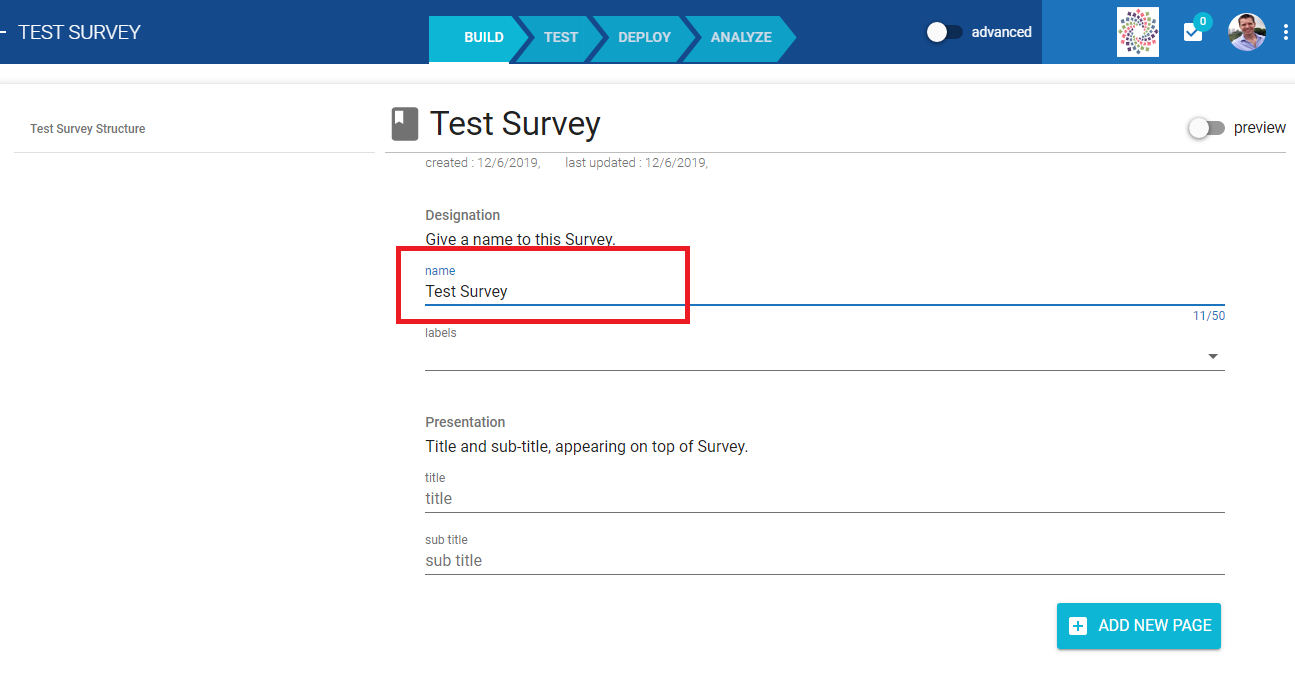 TEST SURVEY
BUILD TEST DEPLOY ANALYZE
advanced
0
Test Survey Structure
Test Survey
preview
created : 12/6/2019, last updated : 12/6/2019,
Designation
Give a name to this Survey.
name
Test Survey
11/50
labels
Presentation
Title and sub-title, appearing on top of Survey.
title
title
sub title
sub title
ADD NEW PAGE